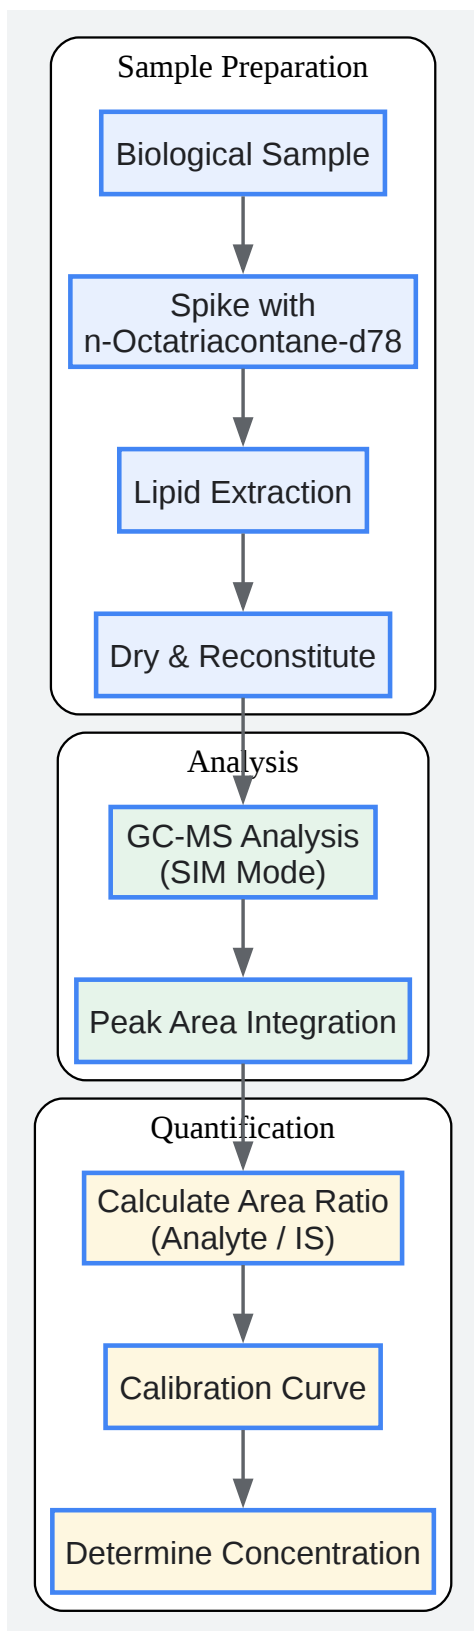 Sample Preparation
Biological Sample
Spike with
n-Octatriacontane-d78
Lipid Extraction
Dry & Reconstitute
Analysis
GC-MS Analysis
(SIM Mode)
Peak Area Integration
Quantification
Calculate Area Ratio
(Analyte / IS)
Calibration Curve
Determine Concentration